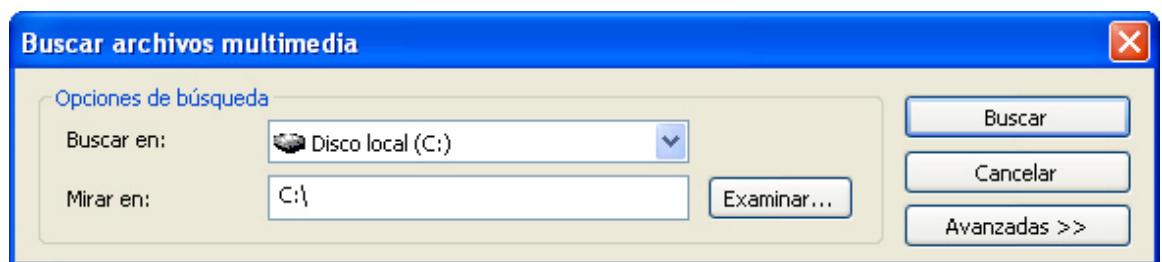 Buscar archivos multimedia
Opciones de búsqueda
Buscar en:
Disco local (C:)
Mirar en:
C:\
Examinar...
Buscar
Cancelar
Avanzadas >>